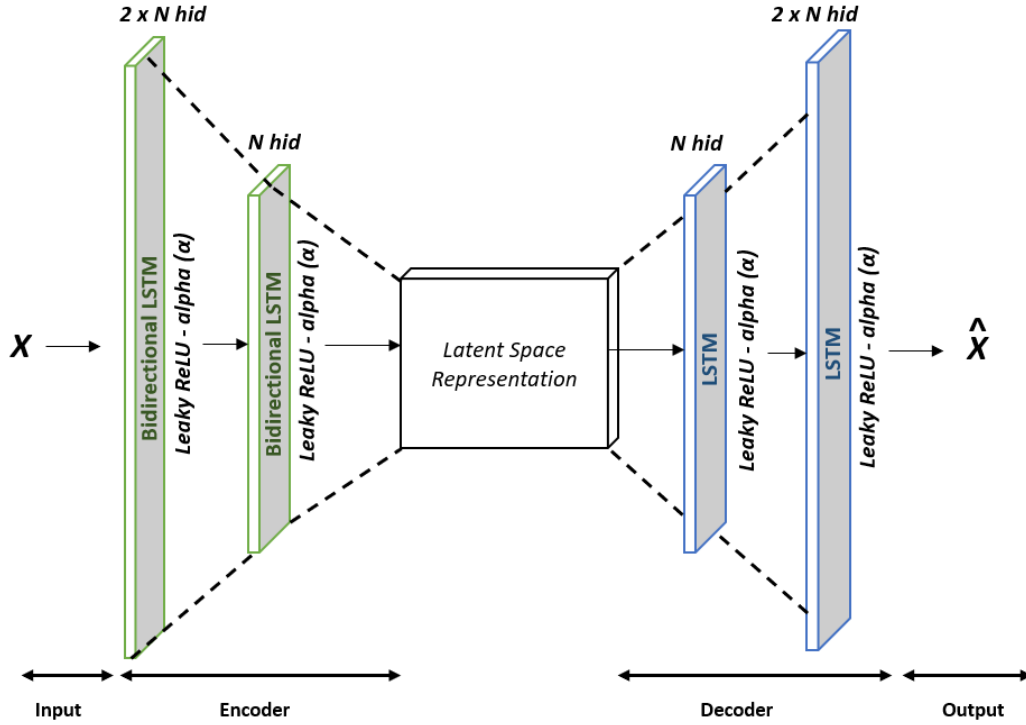 2 x N hid
2 x N hid
N hid
N hid
X
Bidirectional LSTM
Leaky ReLU - alpha (α)
Bidirectional LSTM
Leaky ReLU - alpha (α)
Latent Space
Representation
LSTM
Leaky ReLU - alpha (α)
LSTM
Leaky ReLU - alpha (α)
X̂
Input
Encoder
Decoder
Output